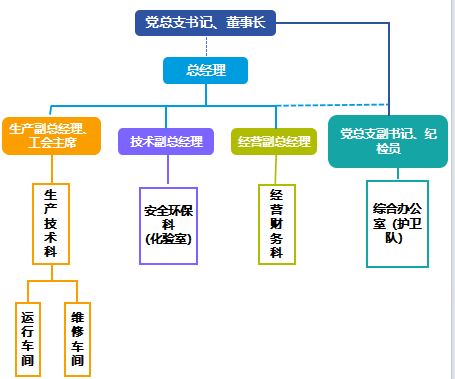 党总支书记、董事长
总经理
生产副总经理、
工会主席
技术副总经理
经营副总经理
党总支副书记、纪
检员
生
产
技
术
科
安全环保
科
（化验室）
经
营
财
务
科
综合办公
室（护卫
队）
运
行
车
间
维
修
车
间